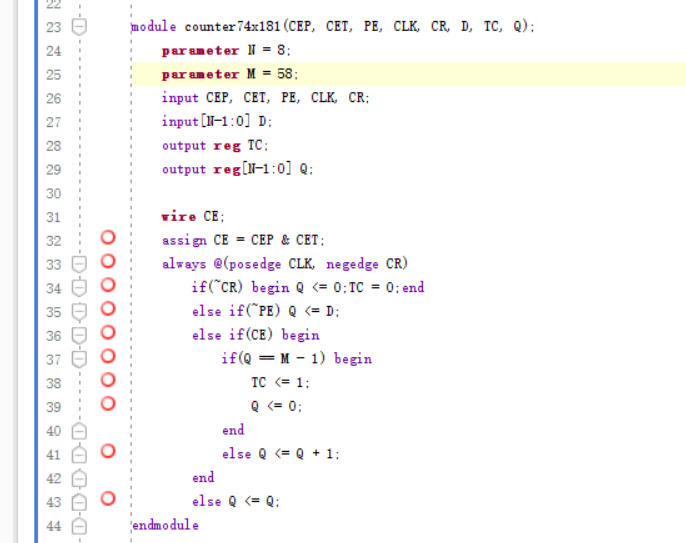 22
23 module counter74x181(CEP, CET, PE, CLK, CR, D, TC, Q);
24 parameter N = 8;
25 parameter M = 58;
26 input CEP, CET, PE, CLK, CR;
27 input[N-1:0] D;
28 output reg TC;
29 output reg[N-1:0] Q;
30
31 wire CE;
32 assign CE = CEP & CET;
33 always @(posedge CLK, negedge CR)
34 if(~CR) begin Q <= 0;TC = 0;end
35 else if(~PE) Q <= D;
36 else if(CE) begin
37 if(Q == M - 1) begin
38 TC <= 1;
39 Q <= 0;
40 end
41 else Q <= Q + 1;
42 end
43 else Q <= Q;
44 endmodule